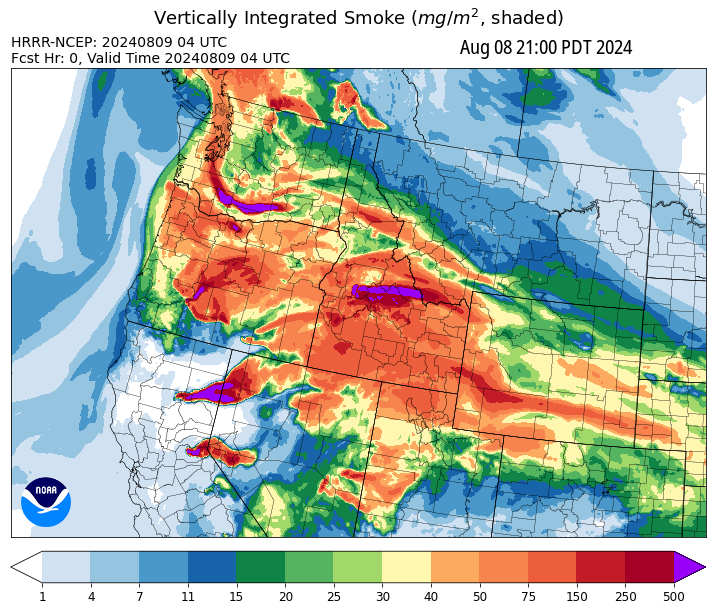 Vertically Integrated Smoke (mg/m², shaded)
HRRR-NCEP: 20240809 04 UTC
Aug 08 21:00 PDT 2024
Fcst Hr: 0, Valid Time 20240809 04 UTC
NOAA
1 4 7 11 15 20 25 30 40 50 75 150 250 500